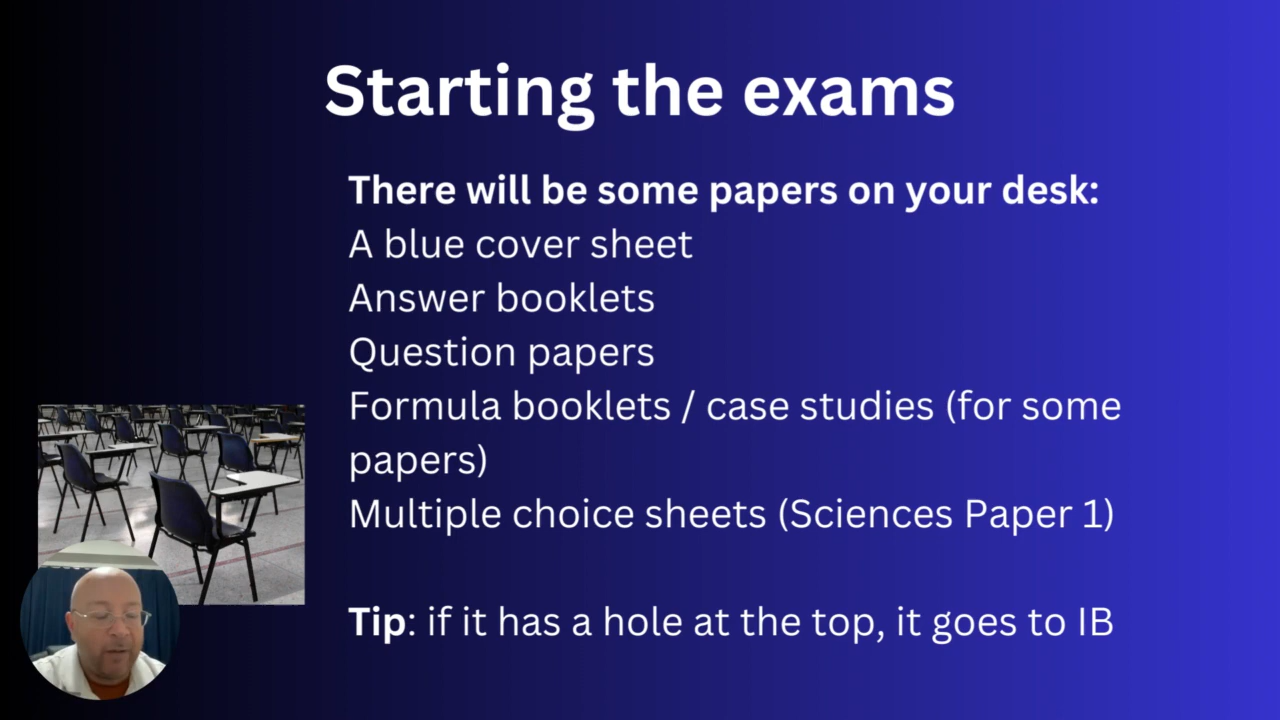 Starting the exams
There will be some papers on your desk:
A blue cover sheet
Answer booklets
Question papers
Formula booklets / case studies (for some
papers)
Multiple choice sheets (Sciences Paper 1)
Tip: if it has a hole at the top, it goes to IB